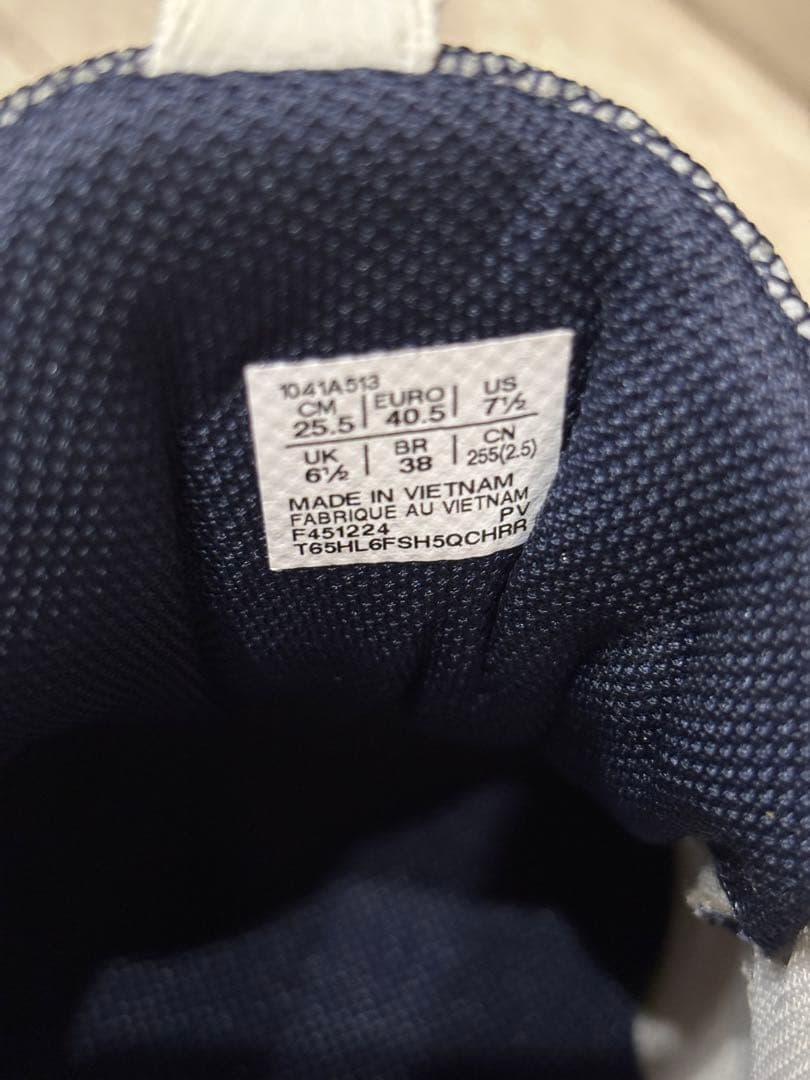 1041A513
CM | EURO | US
25.5 | 40.5 | 7½
UK | BR | CN
6½ | 38 | 255(2.5)
MADE IN VIETNAM
FABRIQUE AU VIETNAM
F451224 PV
T65HL6FSH5QCHRR